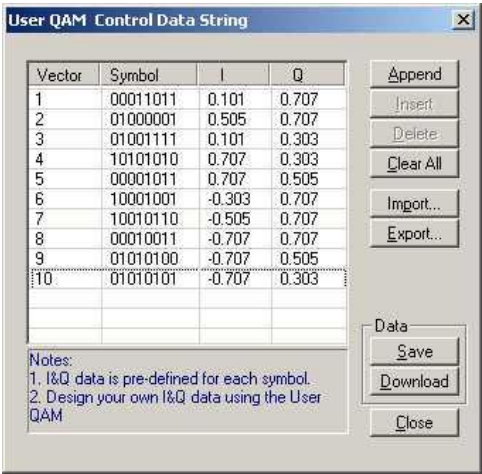 User QAM Control Data String
Vector Symbol I Q
1 00011011 0.101 0.707
2 01000001 0.505 0.707
3 01001111 0.101 0.303
4 10101010 0.707 0.303
5 00001011 0.707 0.505
6 10001001 -0.303 0.707
7 10010110 -0.505 0.707
8 00010011 -0.707 0.707
9 01010100 -0.707 0.505
10 01010101 -0.707 0.303
Append
Insert
Delete
Clear All
Import...
Export...
Notes:
1. I&Q data is pre-defined for each symbol.
2. Design your own I&Q data using the User
QAM
Data
Save
Download
Close